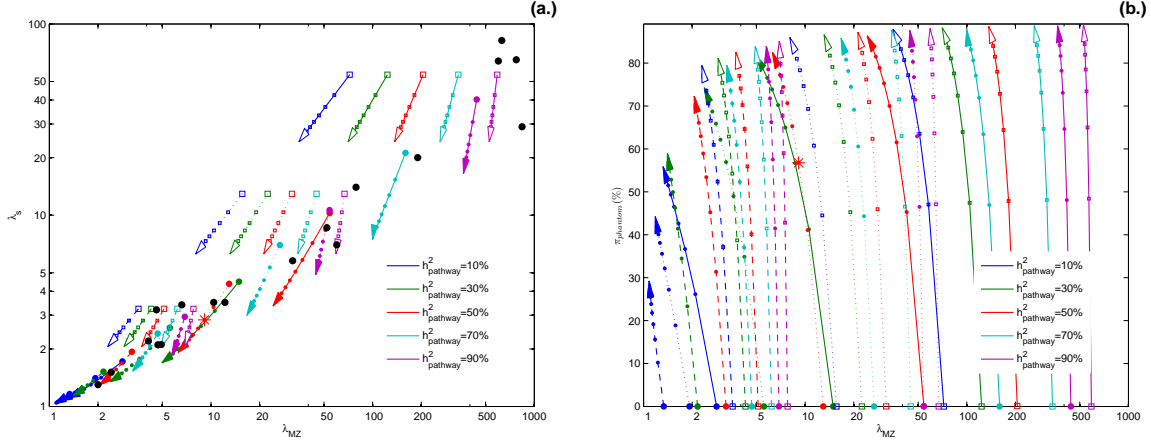 (a.)
100
50
40
30
20
10
5
4
3
2
1
λs
1
2
5
10
20
50
100
200
500
1000
λMZ
h²pathway=10%
h²pathway=30%
h²pathway=50%
h²pathway=70%
h²pathway=90%
(b.)
80
70
60
50
40
30
20
10
0
πphantom(%)
1
2
5
10
20
50
100
200
500
1000
λMZ
h²pathway=10%
h²pathway=30%
h²pathway=50%
h²pathway=70%
h²pathway=90%